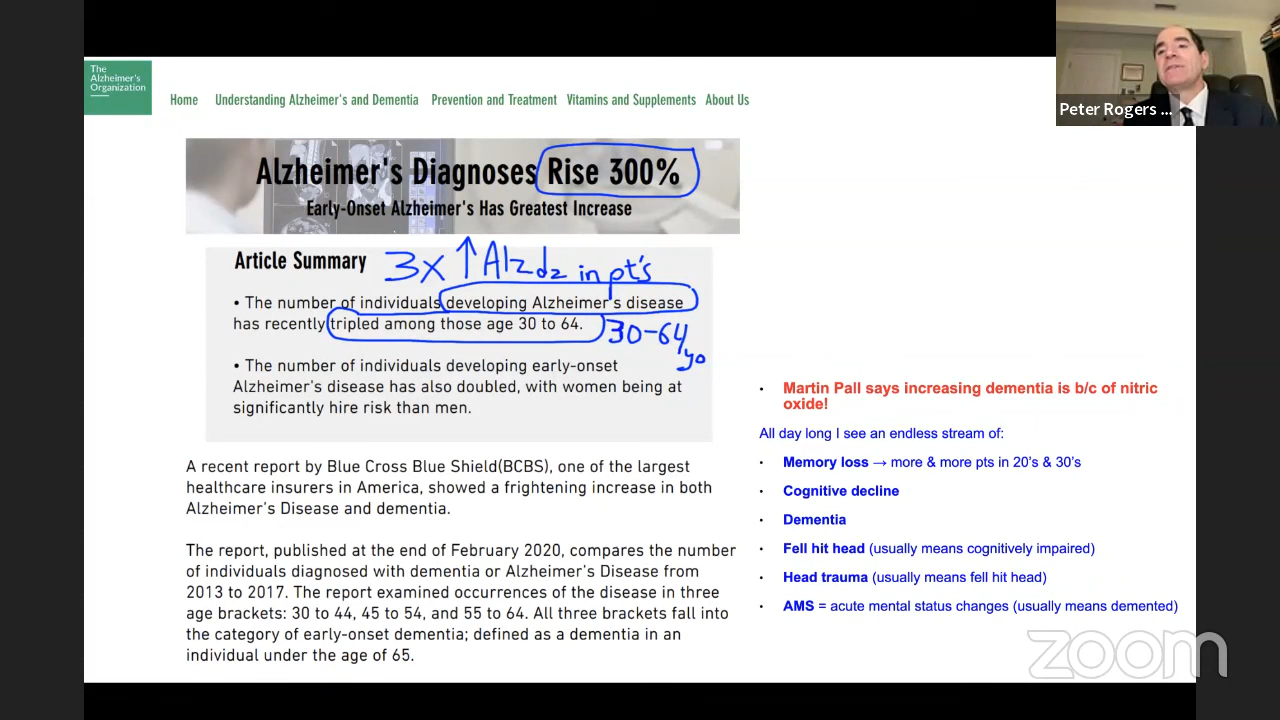 The
Alzheimer's
Organization
Home Understanding Alzheimer's and Dementia Prevention and Treatment Vitamins and Supplements About Us
Peter Rogers ...
Alzheimer's Diagnoses Rise 300%
Early-Onset Alzheimer's Has Greatest Increase
Article Summary
3x ↑ Alz dz in pt's
• The number of individuals developing Alzheimer's disease
has recently tripled among those age 30 to 64.
30-64 yo
• The number of individuals developing early-onset
Alzheimer's disease has also doubled, with women being at
significantly hire risk than men.
A recent report by Blue Cross Blue Shield(BCBS), one of the largest
healthcare insurers in America, showed a frightening increase in both
Alzheimer's Disease and dementia.
The report, published at the end of February 2020, compares the number
of individuals diagnosed with dementia or Alzheimer's Disease from
2013 to 2017. The report examined occurrences of the disease in three
age brackets: 30 to 44, 45 to 54, and 55 to 64. All three brackets fall into
the category of early-onset dementia; defined as a dementia in an
individual under the age of 65.
• Martin Pall says increasing dementia is b/c of nitric
oxide!
All day long I see an endless stream of:
• Memory loss → more & more pts in 20's & 30's
• Cognitive decline
• Dementia
• Fell hit head (usually means cognitively impaired)
• Head trauma (usually means fell hit head)
• AMS = acute mental status changes (usually means demented)
zoom